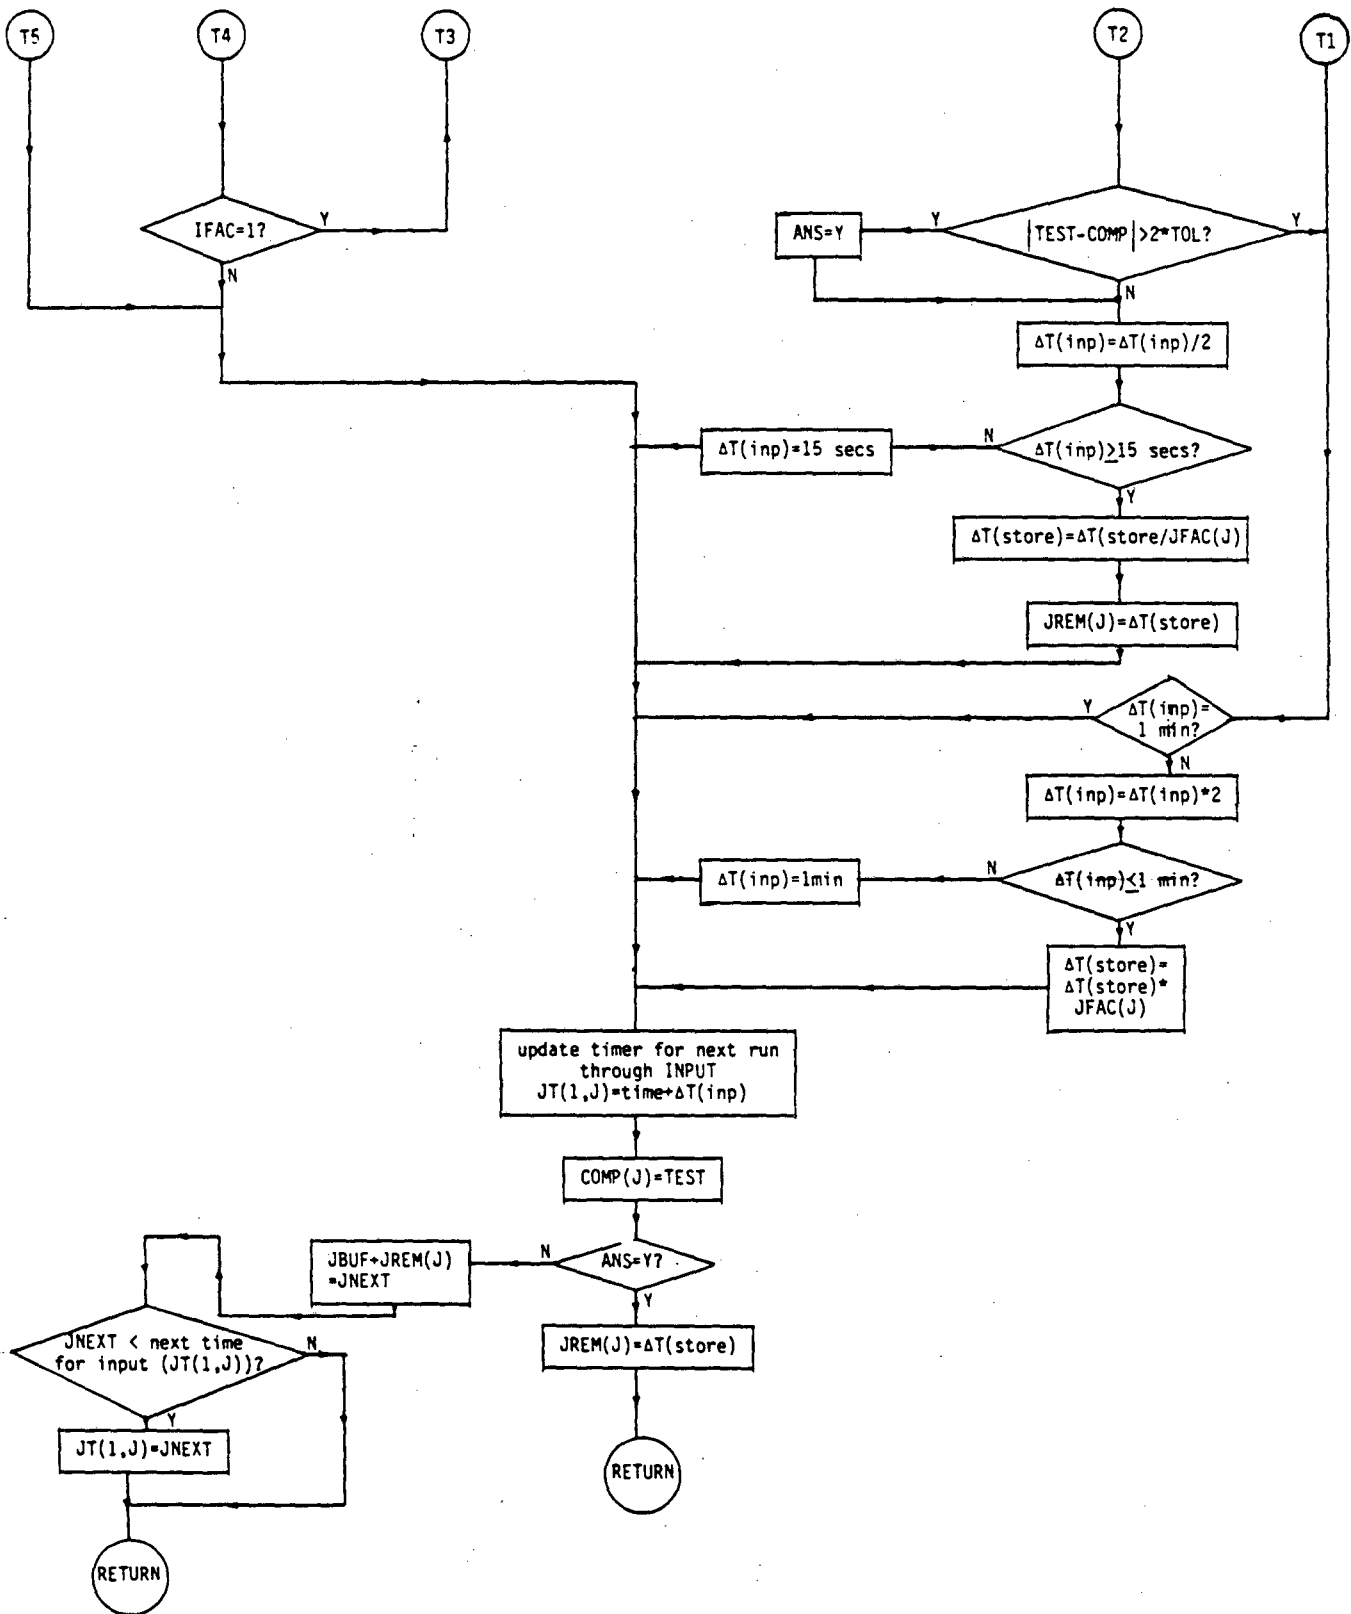 T5
T4
T3
T2
T1
IFAC=1?
Y
N
ANS=Y
Y
|TEST-COMP|>2*TOL?
Y
N
ΔT(inp)=ΔT(inp)/2
ΔT(inp)=15 secs
N
ΔT(inp)≥15 secs?
Y
ΔT(store)=ΔT(store/JFAC(J)
JREM(J)=ΔT(store)
Y
ΔT(inp)=
1 min?
N
ΔT(inp)=ΔT(inp)*2
ΔT(inp)=1min
N
ΔT(inp)≤1 min?
Y
ΔT(store)=
ΔT(store)*
JFAC(J)
update timer for next run
through INPUT
JT(1,J)=time+ΔT(inp)
COMP(J)=TEST
JBUF+JREM(J)
=JNEXT
N
ANS=Y?
Y
JREM(J)=ΔT(store)
JNEXT < next time
for input (JT(1,J))?
N
Y
JT(1,J)=JNEXT
RETURN
RETURN